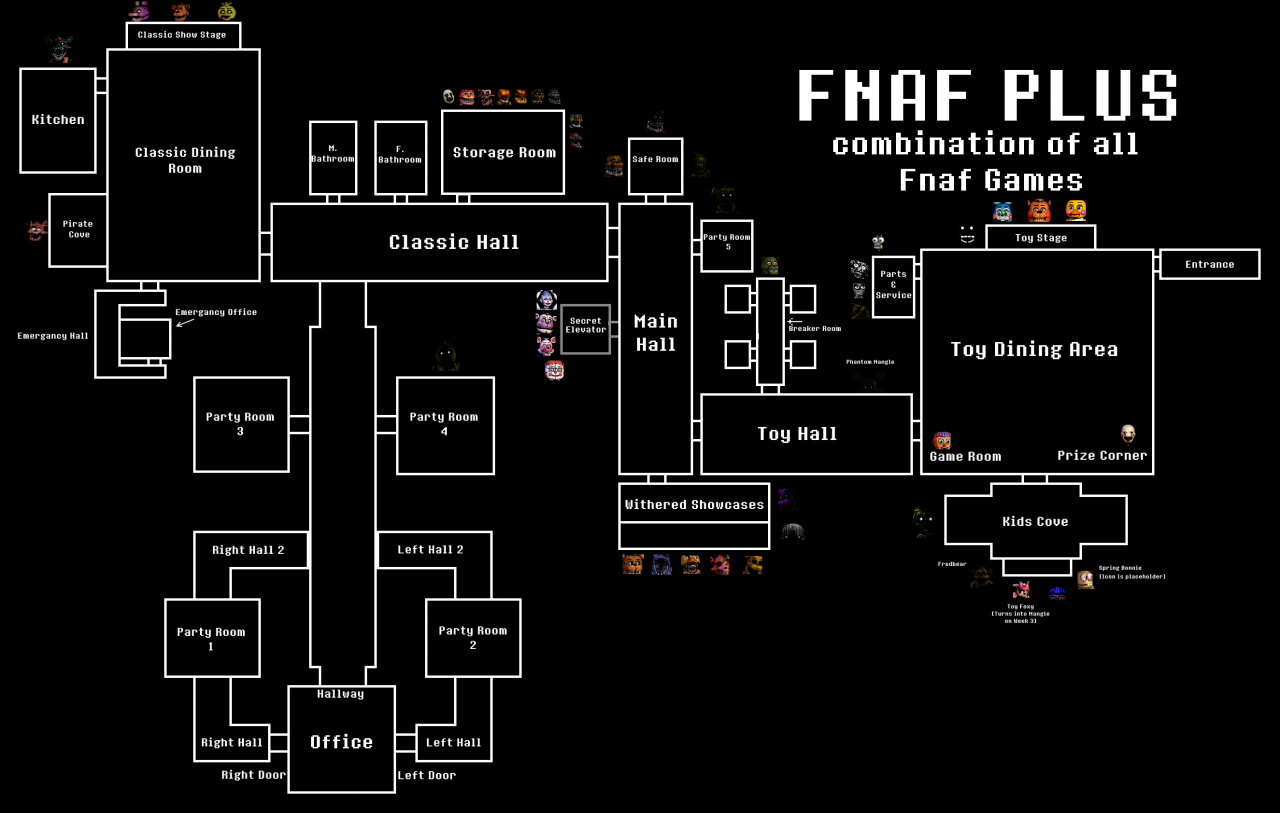 FNAF PLUS
combination of all
Fnaf Games
Classic Show Stage
Kitchen
Classic Dining
Room
Pirate
Cove
M.
Bathroom
F.
Bathroom
Storage Room
Safe Room
Classic Hall
Party Room
5
Toy Stage
Parts
&
Service
Entrance
Emergancy Office
Emergancy Hall
Secret
Elevator
Main
Hall
Breaker Room
Toy Dining Area
Phantom Mangle
Party Room
3
Party Room
4
Toy Hall
Game Room
Prize Corner
Withered Showcases
Kids Cove
Right Hall 2
Left Hall 2
Fredbear
Spring Bonnie
(Icon is placeholder)
Toy Foxy
(Turns into Mangle
on Week 3)
Party Room
1
Party Room
2
Hallway
Right Hall
Office
Left Hall
Right Door
Left Door